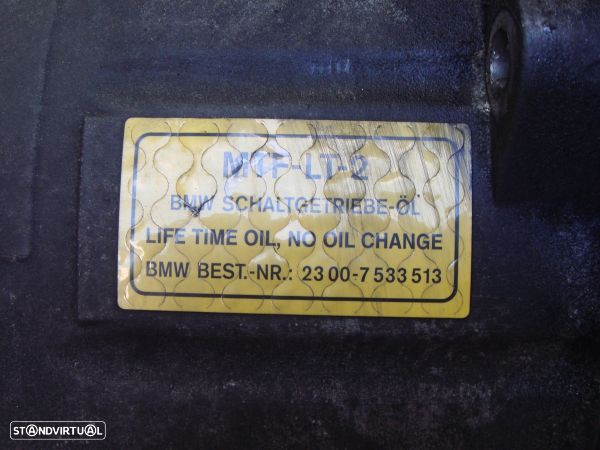 MTF-LT-2
BMW SCHALTGETRIEBE-ÖL
LIFE TIME OIL, NO OIL CHANGE
BMW BEST.-NR.: 23 00-7 533 513
STANDVIRTUAL